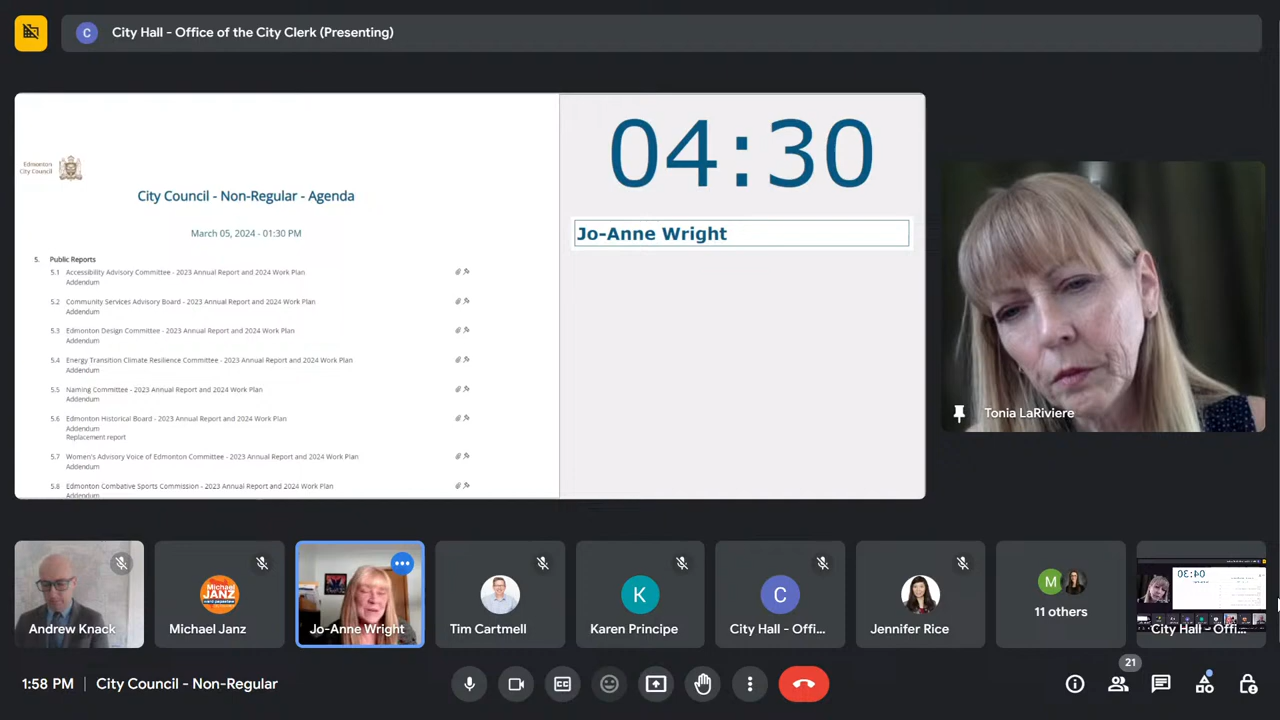 C
City Hall - Office of the City Clerk (Presenting)
Edmonton
City Council
City Council - Non-Regular - Agenda
March 05, 2024 - 01:30 PM
5. Public Reports
5.1 Accessibility Advisory Committee - 2023 Annual Report and 2024 Work Plan
Addendum
5.2 Community Services Advisory Board - 2023 Annual Report and 2024 Work Plan
Addendum
5.3 Edmonton Design Committee - 2023 Annual Report and 2024 Work Plan
Addendum
5.4 Energy Transition Climate Resilience Committee - 2023 Annual Report and 2024 Work Plan
Addendum
5.5 Naming Committee - 2023 Annual Report and 2024 Work Plan
Addendum
5.6 Edmonton Historical Board - 2023 Annual Report and 2024 Work Plan
Addendum
Replacement report
5.7 Women's Advisory Voice of Edmonton Committee - 2023 Annual Report and 2024 Work Plan
Addendum
5.8 Edmonton Combative Sports Commission - 2023 Annual Report and 2024 Work Plan
Addendum
04:30
Jo-Anne Wright
Tonia LaRiviere
Andrew Knack
Michael JANZ
Michael Janz
Jo-Anne Wright
Tim Cartmell
K
Karen Principe
C
City Hall - Offi...
Jennifer Rice
M
11 others
City Hall - Offi...
1:58 PM | City Council - Non-Regular
CC
21